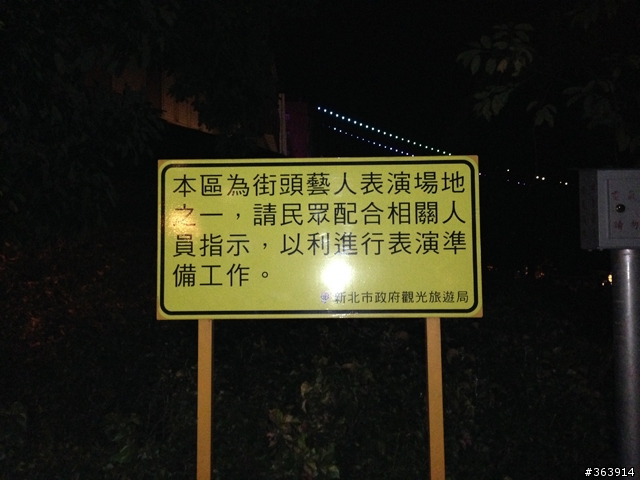 本區為街頭藝人表演場地
之一，請民眾配合相關人
員指示，以利進行表演準
備工作。
新北市政府觀光旅遊局
#363914